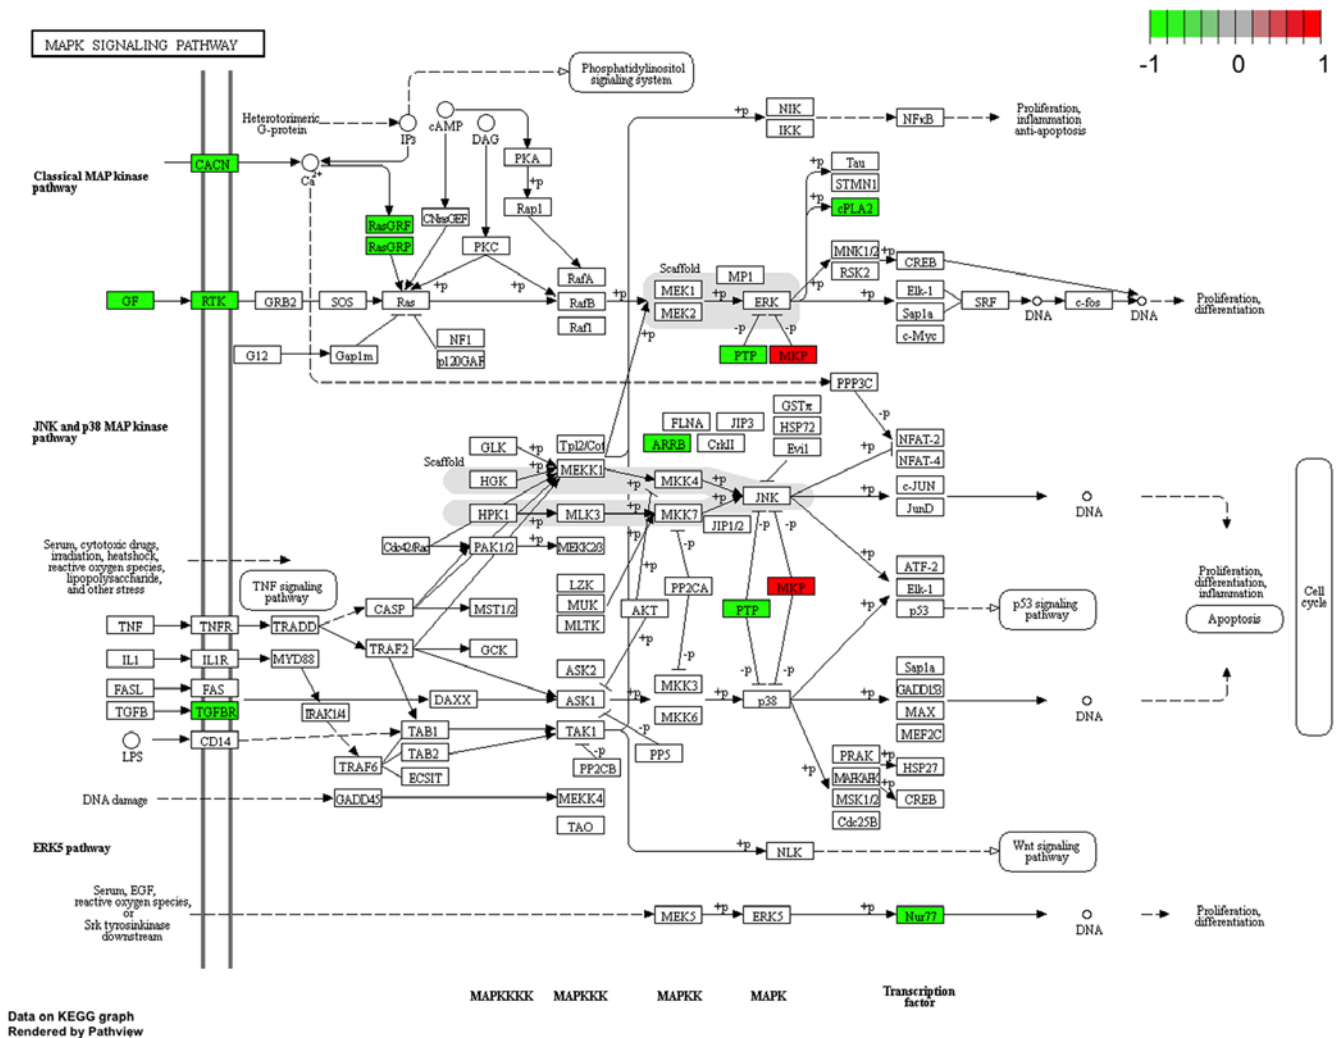 MAPK SIGNALING PATHWAY
-1
0
1
Phosphatidylinositol
signaling system
Heterotorimeric
G-protein
IP3
cAMP
DAG
NIK
IKK
NFκB
Proliferation,
inflammation
anti-apoptosis
Classical MAP kinase
pathway
CACN
Ca2+
PKA
+p
Rap1
Tau
STMN1
cPLA2
+p
+p
+p
RasGRF
RasGRP
CNrasGEF
PKC
RafA
RafB
Raf1
Scaffold
MP1
MEK1
MEK2
ERK
MNK1/2
RSK2
+p
CREB
GF
RTK
GRB2
SOS
Ras
+p
+p
+p
+p
+p
+p
Elk-1
Sap1a
c-Myc
SRF
DNA
c-fos
DNA
Proliferation,
differentiation
G12
Gap1m
NF1
p120GAP
+p
-p
-p
PTP
MKP
PPP3C
-p
JNK and p38 MAP kinase
pathway
GLK
HGK
HPK1
Scaffold
+p
+p
+p
Tpl2/Cot
MEKK1
MLK3
FLNA
JIP3
ARRB
CrkII
GSTπ
HSP72
Evi1
NFAT-2
NFAT-4
c-JUN
JunD
MKK4
MKK7
JNK
JIP1/2
+p
+p
+p
+p
+p
+p
+p
-p
-p
Serum, cytotoxic drugs,
irradiation, heatshock,
reactive oxygen species,
lipopolysaccharide,
and other stress
Cdc42/Rac
PAK1/2
+p
MEKK2/3
TNF signaling
pathway
CASP
MST1/2
LZK
MUK
MLTK
AKT
+p
+p
-p
PP2CA
-p
MKP
PTP
+p
+p
ATF-2
Elk-1
p53
p53 signaling
pathway
Proliferation,
differentiation,
inflammation
Apoptosis
Cell
cycle
DNA
TNF
TNFR
TRADD
TRAF2
GCK
IL1
IL1R
MYD88
FASL
FAS
DAXX
ASK2
ASK1
+p
MKK3
MKK6
+p
p38
-p
-p
+p
Sap1a
GADD153
MAX
MEF2C
DNA
TGFB
TGFBR
IRAK1/4
TAB1
TAB2
ECSIT
TRAF6
TAK1
-p
-p
PP2CB
PP5
LPS
CD14
PRAK
MAPKAPK
MSK1/2
Cdc25B
+p
+p
+p
HSP27
CREB
DNA damage
GADD45
MEKK4
TAO
ERK5 pathway
+p
NLK
Wnt signaling
pathway
Serum, EGF,
reactive oxygen species,
or
Srk tyrosinkinase
downstream
MEK5
+p
ERK5
+p
Nur77
DNA
Proliferation,
differentiation
MAPKKKK
MAPKKK
MAPKK
MAPK
Transcription
factor
Data on KEGG graph
Rendered by Pathview